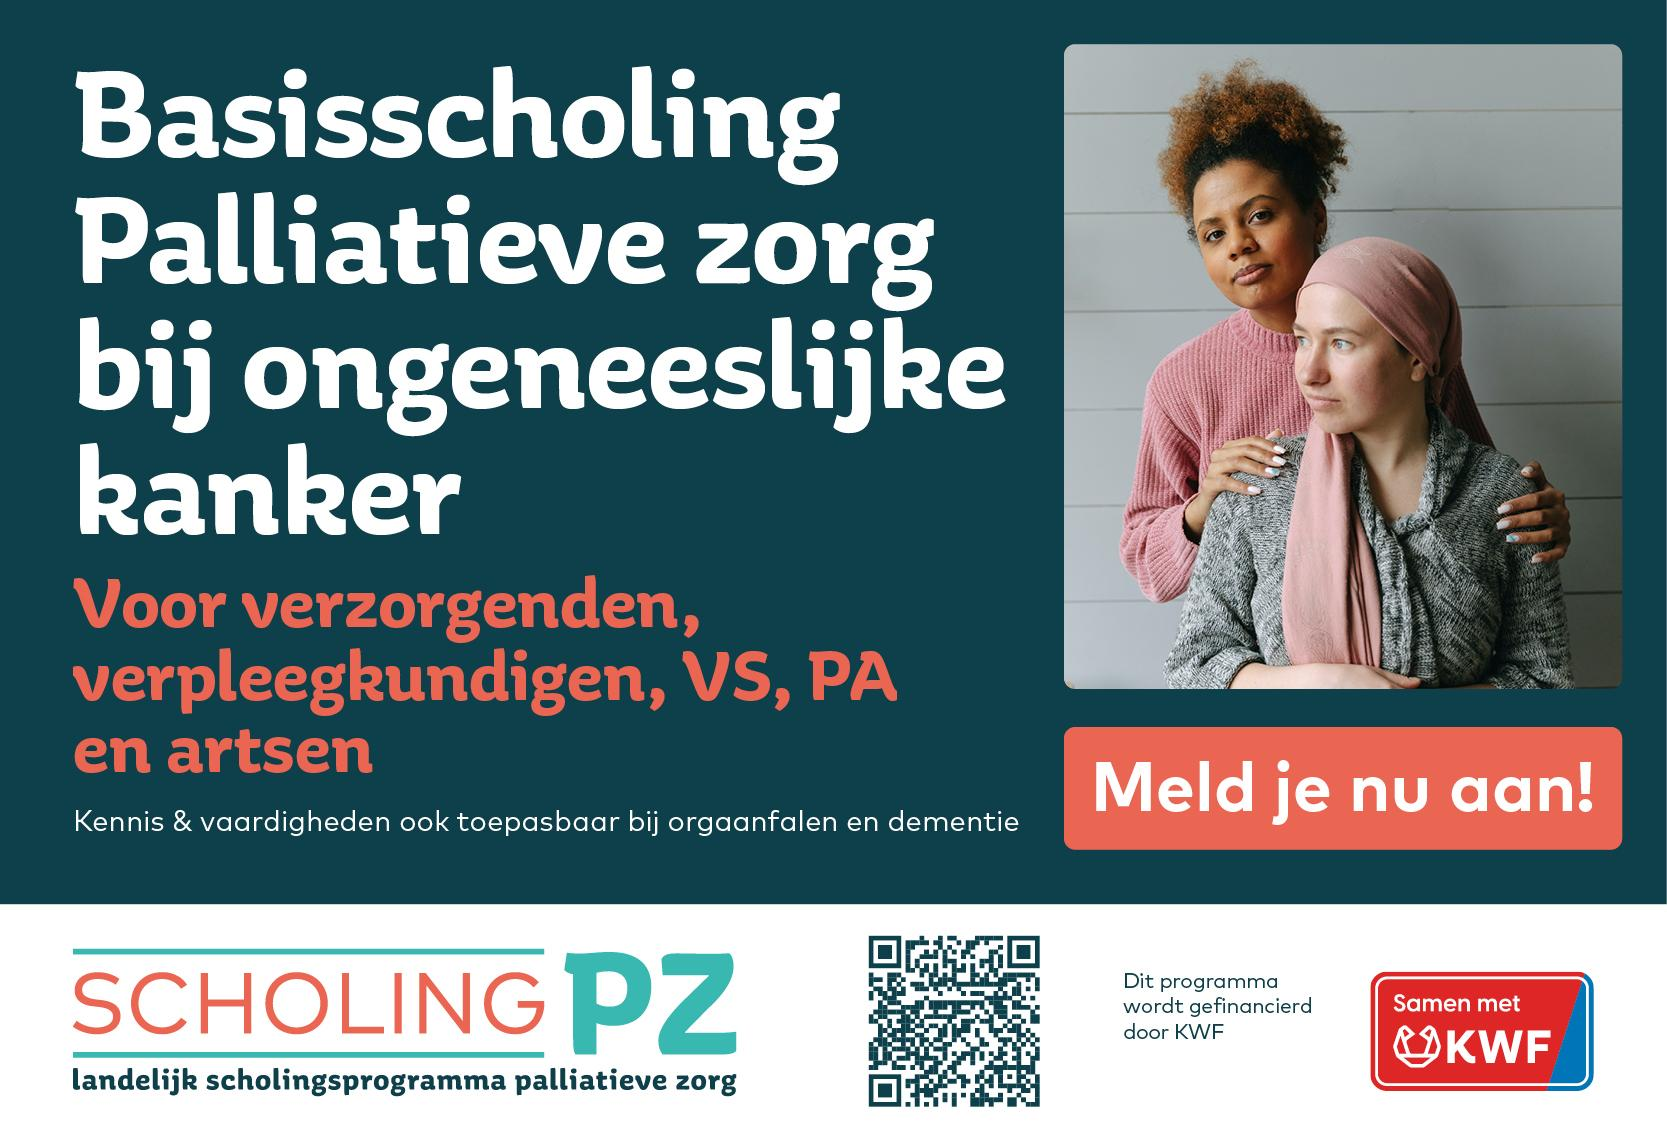 Basisscholing
Palliatieve zorg
bij ongeneeslijke
kanker
Voor verzorgenden,
verpleegkundigen, VS, PA
en artsen
Kennis & vaardigheden ook toepasbaar bij orgaanfalen en dementie
Meld je nu aan!
SCHOLING PZ
landelijk scholingsprogramma palliatieve zorg
Dit programma
wordt gefinancierd
door KWF
Samen met
KWF